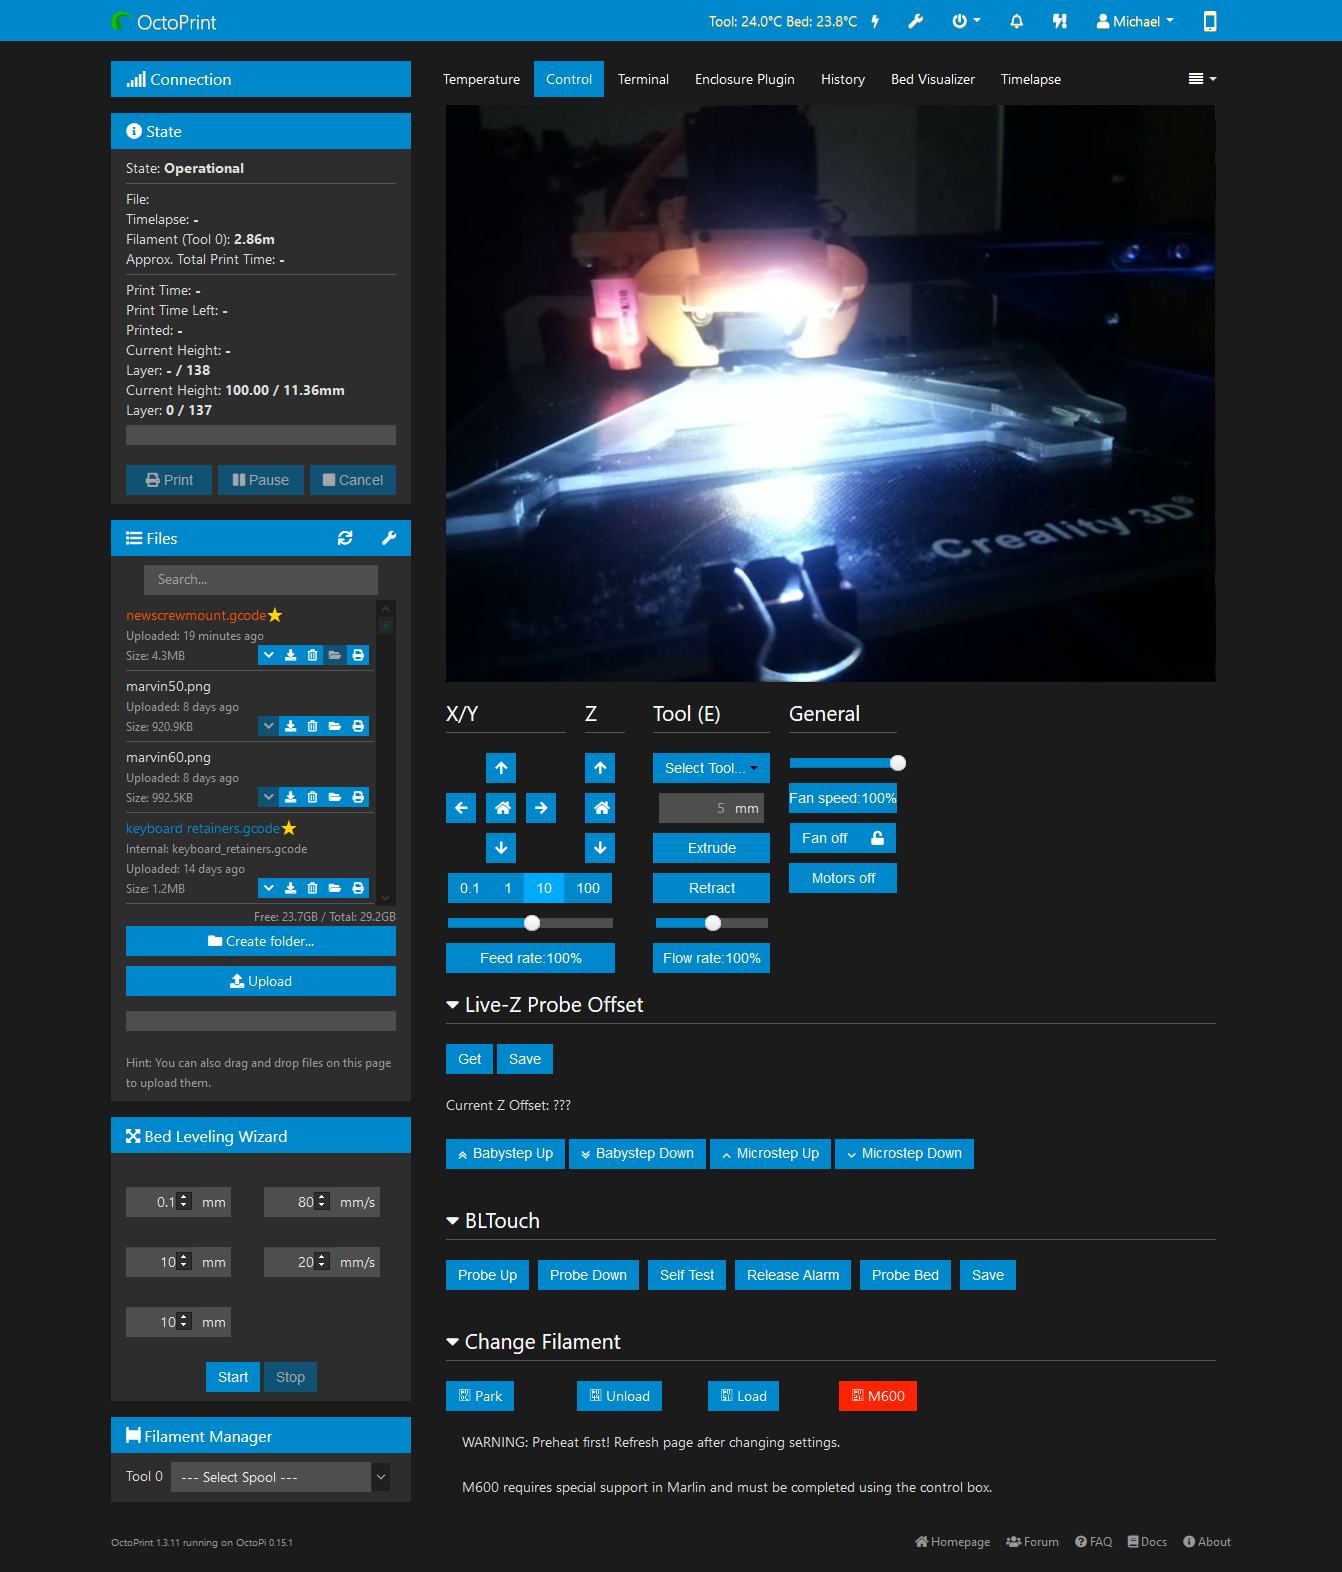 OctoPrint
Tool: 24.0°C Bed: 23.8°C
Michael
Connection
State
State: Operational
File:
Timelapse: -
Filament (Tool 0): 2.86m
Approx. Total Print Time: -
Print Time: -
Print Time Left: -
Printed: -
Current Height: -
Layer: - / 138
Current Height: 100.00 / 11.36mm
Layer: 0 / 137
Print Pause Cancel
Files
Search...
newscrewmount.gcode
Uploaded: 19 minutes ago
Size: 4.3MB
marvin50.png
Uploaded: 8 days ago
Size: 920.9KB
marvin60.png
Uploaded: 8 days ago
Size: 992.5KB
keyboard retainers.gcode
Internal: keyboard_retainers.gcode
Uploaded: 14 days ago
Size: 1.2MB
Free: 23.7GB / Total: 29.2GB
Create folder...
Upload
Hint: You can also drag and drop files on this page
to upload them.
Bed Leveling Wizard
0.1 mm 80 mm/s
10 mm 20 mm/s
10 mm
Start Stop
Filament Manager
Tool 0 --- Select Spool ---
Temperature Control Terminal Enclosure Plugin History Bed Visualizer Timelapse
BLTouch
Creality 3D®
X/Y Z Tool (E) General
Select Tool...
5 mm
Fan speed:100%
Extrude
Fan off
Retract
Motors off
0.1 1 10 100
Feed rate:100% Flow rate:100%
Live-Z Probe Offset
Get Save
Current Z Offset: ???
Babystep Up Babystep Down Microstep Up Microstep Down
BLTouch
Probe Up Probe Down Self Test Release Alarm Probe Bed Save
Change Filament
Park Unload Load M600
WARNING: Preheat first! Refresh page after changing settings.
M600 requires special support in Marlin and must be completed using the control box.
OctoPrint 1.3.11 running on OctoPi 0.15.1
Homepage Forum FAQ Docs About